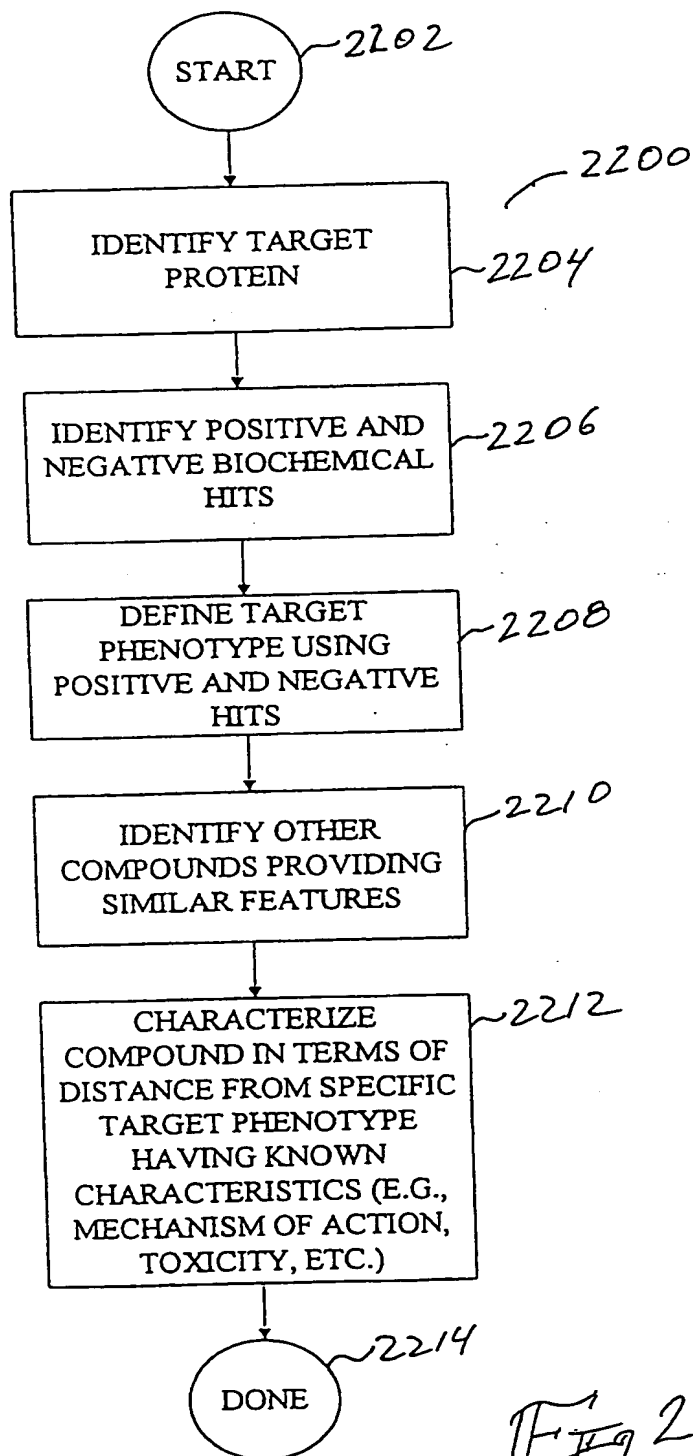 START
2202
2200
IDENTIFY TARGET
PROTEIN
2204
IDENTIFY POSITIVE AND
NEGATIVE BIOCHEMICAL
HITS
2206
DEFINE TARGET
PHENOTYPE USING
POSITIVE AND NEGATIVE
HITS
2208
IDENTIFY OTHER
COMPOUNDS PROVIDING
SIMILAR FEATURES
2210
CHARACTERIZE
COMPOUND IN TERMS OF
DISTANCE FROM SPECIFIC
TARGET PHENOTYPE
HAVING KNOWN
CHARACTERISTICS (E.G.,
MECHANISM OF ACTION,
TOXICITY, ETC.)
2212
DONE
2214
Fig 2